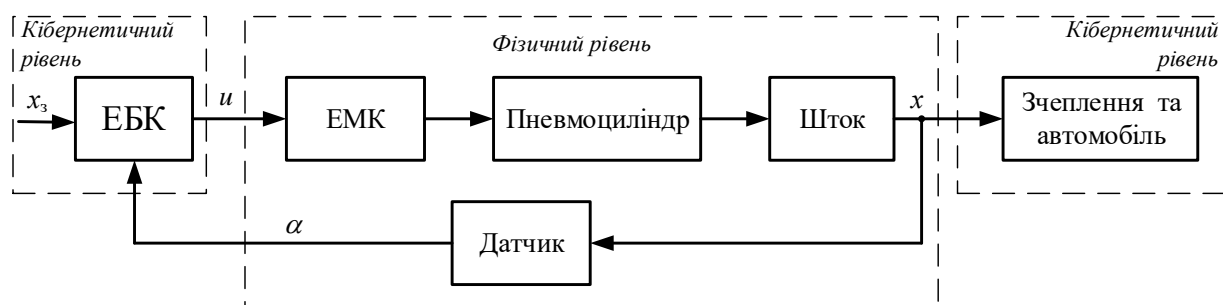 Кібернетичний
рівень
Фізичний рівень
Кібернетичний
рівень
xз
ЕБК
u
ЕМК
Пневмоциліндр
Шток
x
Зчеплення та
автомобіль
α
Датчик